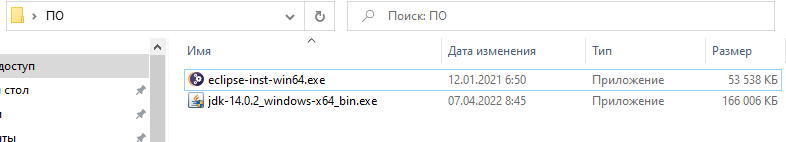 ПО
Поиск: ПО
Имя Дата изменения Тип Размер
доступ
eclipse-inst-win64.exe 12.01.2021 6:50 Приложение 53 538 КБ
стол
jdk-14.0.2_windows-x64_bin.exe 07.04.2022 8:45 Приложение 166 006 КБ